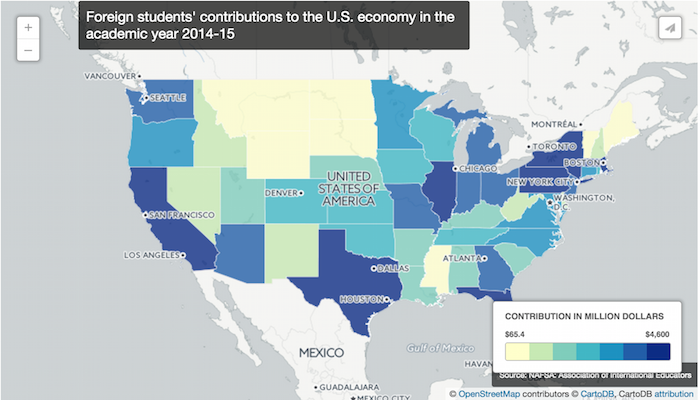 Foreign students' contributions to the U.S. economy in the
academic year 2014-15
+
−
VANCOUVER
SEATTLE
MONTRÉAL
TORONTO
BOSTON
CHICAGO
NEW YORK CITY
UNITED
STATES OF
AMERICA
DENVER
WASHINGTON,
D.C.
SAN FRANCISCO
LOS ANGELES
ATLANTA
DALLAS
HOUSTON
CONTRIBUTION IN MILLION DOLLARS
$65.4 $4,600
MEXICO
Gulf of Mexico
HAVAN
Source: NAFSA: Association of International Educators
GUADALAJARA
MEXICO CITY
© OpenStreetMap contributors © CartoDB, CartoDB attribution